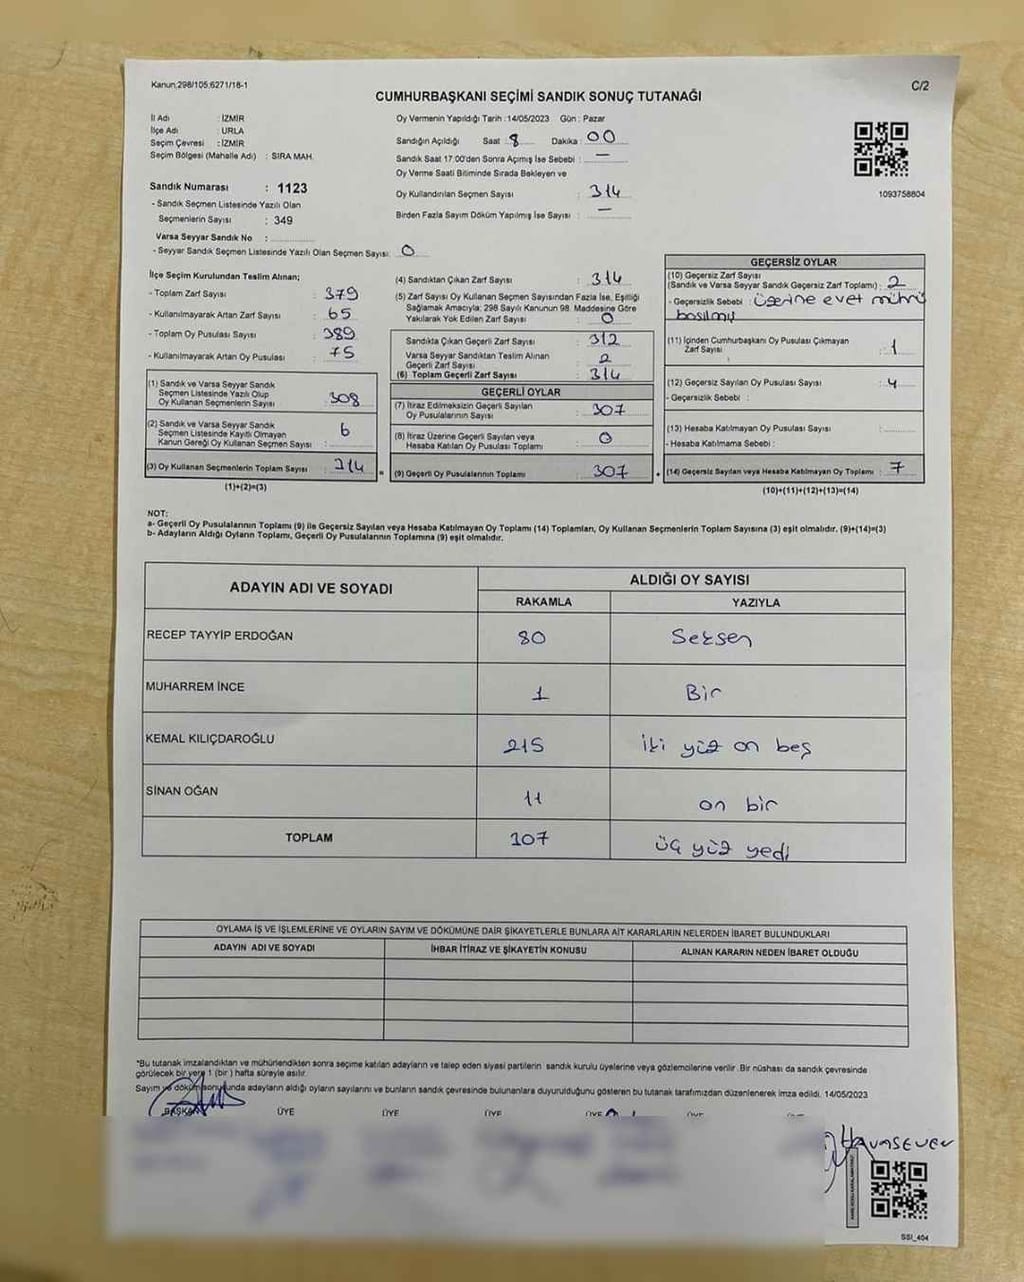 Kanun;298/105;6271/18-1
C/2
CUMHURBAŞKANI SEÇİMİ SANDIK SONUÇ TUTANAĞI
İl Adı : İZMİR
İlçe Adı : URLA
Seçim Çevresi : İZMİR
Seçim Bölgesi (Mahalle Adı) : SIRA MAH.
Sandık Numarası : 1123
- Sandık Seçmen Listesinde Yazılı Olan
Seçmenlerin Sayısı : 349
Varsa Seyyar Sandık No :
- Seyyar Sandık Seçmen Listesinde Yazılı Olan Seçmen Sayısı: 0
Oy Vermenin Yapıldığı Tarih :14/05/2023 Gün : Pazar
Sandığın Açıldığı Saat 8 Dakika : 00
Sandık Saat 17:00'den Sonra Açılmış İse Sebebi : —
Oy Verme Saati Bitiminde Sırada Bekleyen ve
Oy Kullandırılan Seçmen Sayısı : 314
Birden Fazla Sayım Döküm Yapılmış İse Sayısı : —
1093758804
İlçe Seçim Kurulundan Teslim Alınan;
- Toplam Zarf Sayısı : 379
- Kullanılmayarak Artan Zarf Sayısı : 65
- Toplam Oy Pusulası Sayısı : 389
- Kullanılmayarak Artan Oy Pusulası : 75
(1) Sandık ve Varsa Seyyar Sandık
Seçmen Listesinde Yazılı Olup
Oy Kullanan Seçmenlerin Sayısı : 308
(2) Sandık ve Varsa Seyyar Sandık
Seçmen Listesinde Kayıtlı Olmayan
Kanun Gereği Oy Kullanan Seçmen Sayısı : 6
(3) Oy Kullanan Seçmenlerin Toplam Sayısı : 314
(1)+(2)=(3)
(4) Sandıktan Çıkan Zarf Sayısı : 314
(5) Zarf Sayısı Oy Kullanan Seçmen Sayısından Fazla İse, Eşitliği
Sağlamak Amacıyla; 298 Sayılı Kanunun 98. Maddesine Göre
Yakılarak Yok Edilen Zarf Sayısı : 0
Sandıkta Çıkan Geçerli Zarf Sayısı : 312
Varsa Seyyar Sandıktan Teslim Alınan
Geçerli Zarf Sayısı : 2
(6) Toplam Geçerli Zarf Sayısı : 314
GEÇERLİ OYLAR
(7) İtiraz Edilmeksizin Geçerli Sayılan
Oy Pusulalarının Sayısı : 307
(8) İtiraz Üzerine Geçerli Sayılan veya
Hesaba Katılan Oy Pusulası Toplamı : 0
(9) Geçerli Oy Pusulalarının Toplamı : 307
GEÇERSİZ OYLAR
(10) Geçersiz Zarf Sayısı
(Sandık ve Varsa Seyyar Sandık Geçersiz Zarf Toplamı) : 2
- Geçersizlik Sebebi : üzerine evet mührü
basılmış
(11) İçinden Cumhurbaşkanı Oy Pusulası Çıkmayan
Zarf Sayısı : 1
(12) Geçersiz Sayılan Oy Pusulası Sayısı : 4
- Geçersizlik Sebebi :
(13) Hesaba Katılmayan Oy Pusulası Sayısı :
- Hesaba Katılmama Sebebi :
(14) Geçersiz Sayılan veya Hesaba Katılmayan Oy Toplamı : 7
(10)+(11)+(12)+(13)=(14)
NOT:
a- Geçerli Oy Pusulalarının Toplamı (9) ile Geçersiz Sayılan veya Hesaba Katılmayan Oy Toplamı (14) Toplamları, Oy Kullanan Seçmenlerin Toplam Sayısına (3) eşit olmalıdır. (9)+(14)=(3)
b- Adayların Aldığı Oyların Toplamı, Geçerli Oy Pusulalarının Toplamına (9) eşit olmalıdır.
ADAYIN ADI VE SOYADI ALDIĞI OY SAYISI
RAKAMLA YAZIYLA
RECEP TAYYİP ERDOĞAN 80 Seksen
MUHARREM İNCE 1 Bir
KEMAL KILIÇDAROĞLU 215 iki yüz on beş
SİNAN OĞAN 11 on bir
TOPLAM 107 üç yüz yedi
OYLAMA İŞ VE İŞLEMLERİNE VE OYLARIN SAYIM VE DÖKÜMÜNE DAİR ŞİKAYETLERLE BUNLARA AİT KARARLARIN NELERDEN İBARET BULUNDUKLARI
ADAYIN ADI VE SOYADI İHBAR İTİRAZ VE ŞİKAYETİN KONUSU ALINAN KARARIN NEDEN İBARET OLDUĞU
*Bu tutanak imzalandıktan ve mühürlendikten sonra seçime katılan adayların ve talep eden siyasi partilerin sandık kurulu üyelerine veya gözlemcilerine verilir. Bir nüshası da sandık çevresinde
görülecek bir yere 1 (bir ) hafta süreyle asılır.
Sayım ve döküm sonunda adayların aldığı oyların sayılarını ve bunların sandık çevresinde bulunanlara duyurulduğunu gösteren bu tutanak tarafımızdan düzenlenerek imza edildi. 14/05/2023
BAŞKAN ÜYE ÜYE ÜYE ÜYE ÜYE
SSI_404